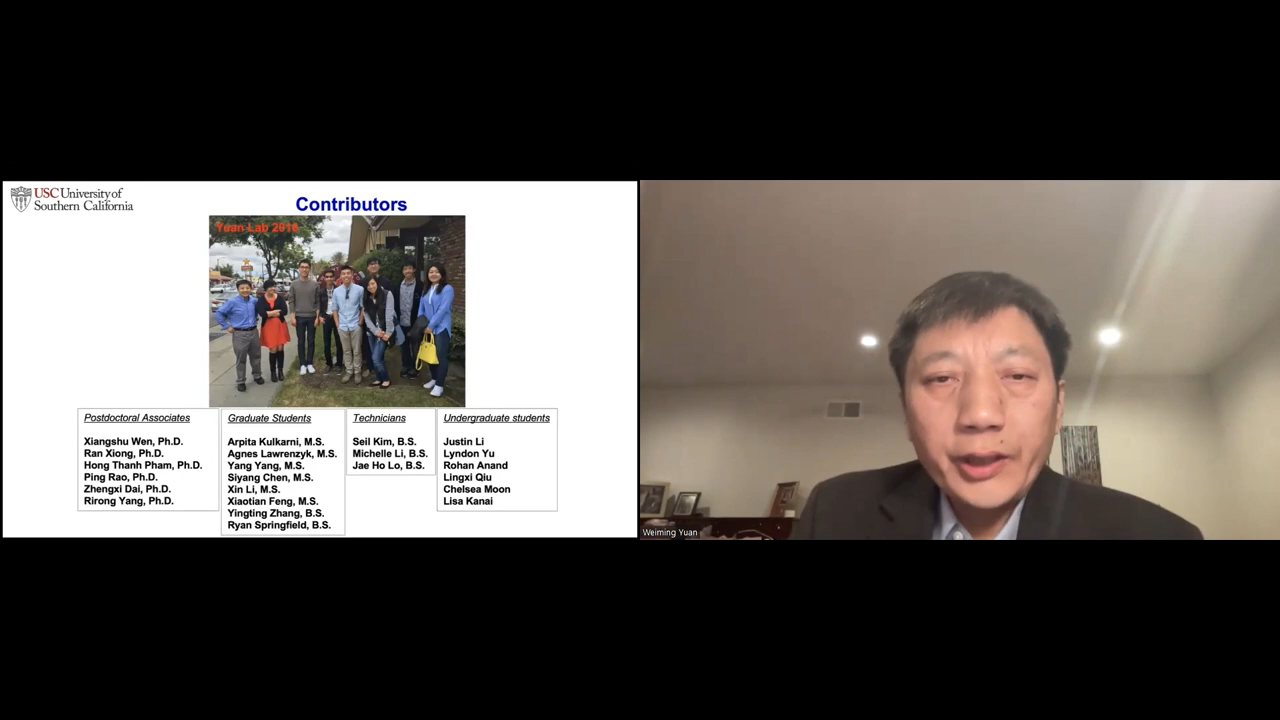 USC University of
Southern California
Contributors
Yuan Lab 2016
Postdoctoral Associates
Xiangshu Wen, Ph.D.
Ran Xiong, Ph.D.
Hong Thanh Pham, Ph.D.
Ping Rao, Ph.D.
Zhengxi Dai, Ph.D.
Rirong Yang, Ph.D.
Graduate Students
Arpita Kulkarni, M.S.
Agnes Lawrenzyk, M.S.
Yang Yang, M.S.
Siyang Chen, M.S.
Xin Li, M.S.
Xiaotian Feng, M.S.
Yingting Zhang, B.S.
Ryan Springfield, B.S.
Technicians
Seil Kim, B.S.
Michelle Li, B.S.
Jae Ho Lo, B.S.
Undergraduate students
Justin Li
Lyndon Yu
Rohan Anand
Lingxi Qiu
Chelsea Moon
Lisa Kanai
Weiming Yuan